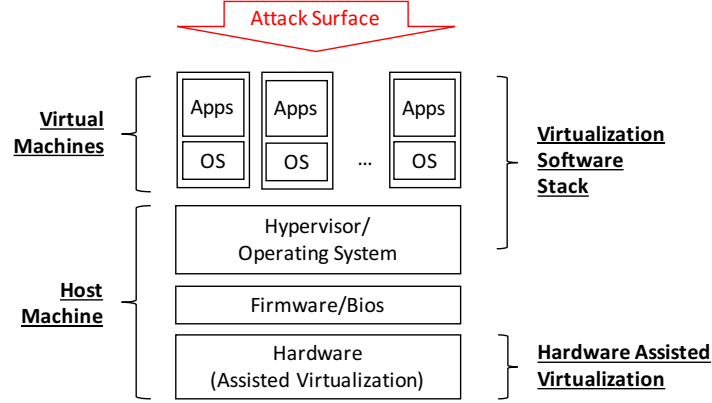 Attack Surface
Virtual
Machines
Apps
OS
Apps
OS
...
Apps
OS
Virtualization
Software
Stack
Host
Machine
Hypervisor/
Operating System
Firmware/Bios
Hardware
(Assisted Virtualization)
Hardware Assisted
Virtualization